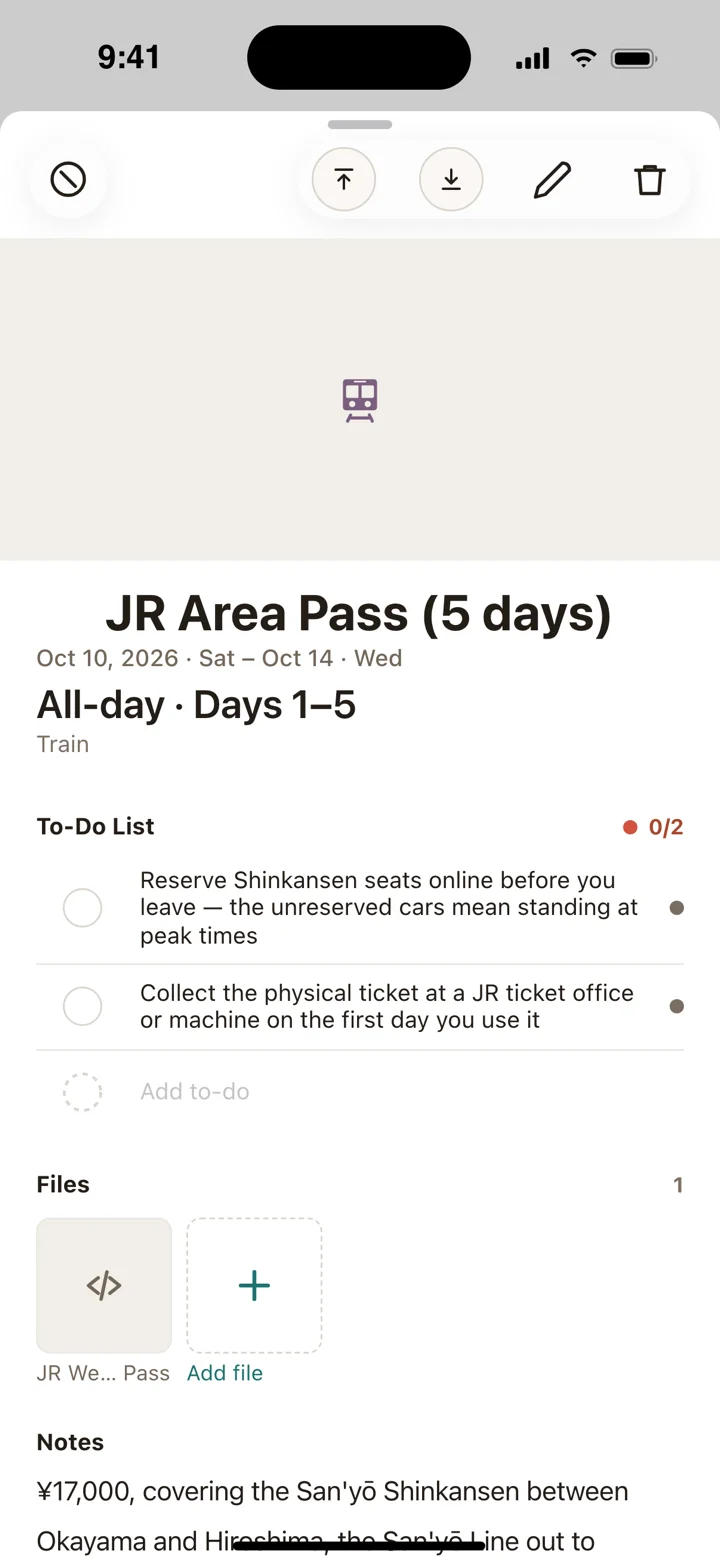 9:41
JR Area Pass (5 days)
Oct 10, 2026 · Sat – Oct 14 · Wed
All-day · Days 1–5
Train
To-Do List
0/2
Reserve Shinkansen seats online before you
leave — the unreserved cars mean standing at
peak times
Collect the physical ticket at a JR ticket office
or machine on the first day you use it
Add to-do
Files
1
JR We... Pass
Add file
Notes
¥17,000, covering the San'yō Shinkansen between
Okayama and Hiroshima, the San'yō Line out to